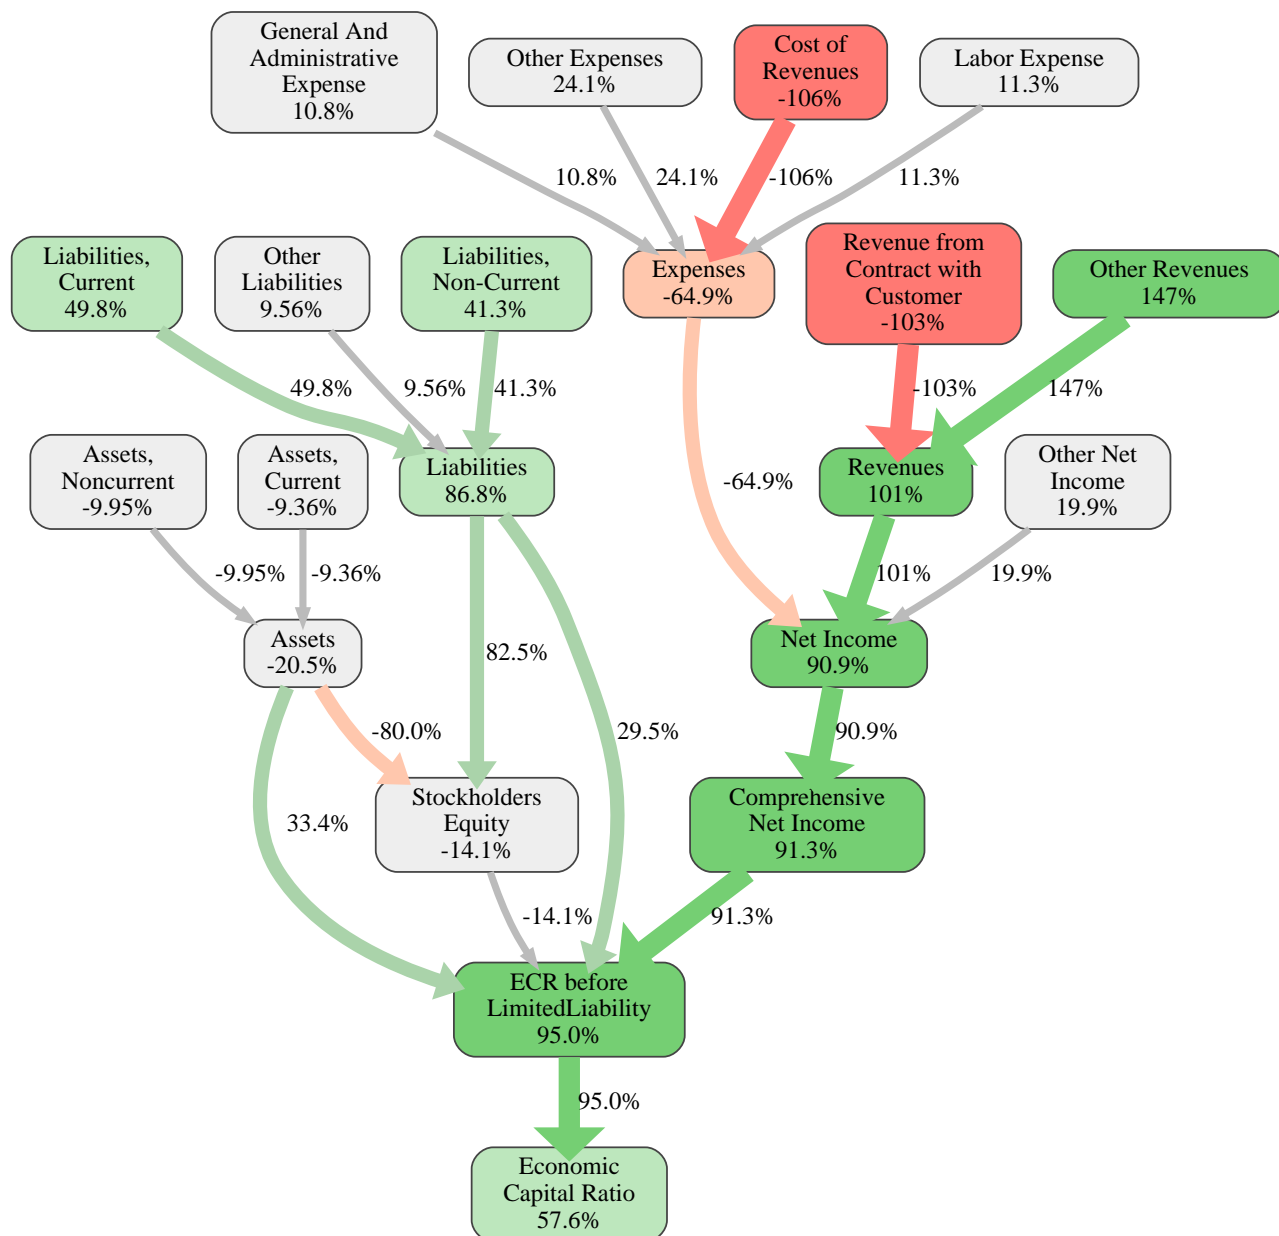 General And
Administrative
Expense
10.8%
Other Expenses
24.1%
Cost of
Revenues
-106%
Labor Expense
11.3%
10.8%
24.1%
-106%
11.3%
Liabilities,
Current
49.8%
Other
Liabilities
9.56%
Liabilities,
Non-Current
41.3%
Expenses
-64.9%
Revenue from
Contract with
Customer
-103%
Other Revenues
147%
49.8%
9.56%
41.3%
-103%
147%
Assets,
Noncurrent
-9.95%
Assets,
Current
-9.36%
Liabilities
86.8%
-64.9%
Revenues
101%
Other Net
Income
19.9%
-9.95%
-9.36%
101%
19.9%
Assets
-20.5%
82.5%
Net Income
90.9%
-80.0%
29.5%
90.9%
33.4%
Stockholders
Equity
-14.1%
Comprehensive
Net Income
91.3%
-14.1%
91.3%
ECR before
LimitedLiability
95.0%
95.0%
Economic
Capital Ratio
57.6%